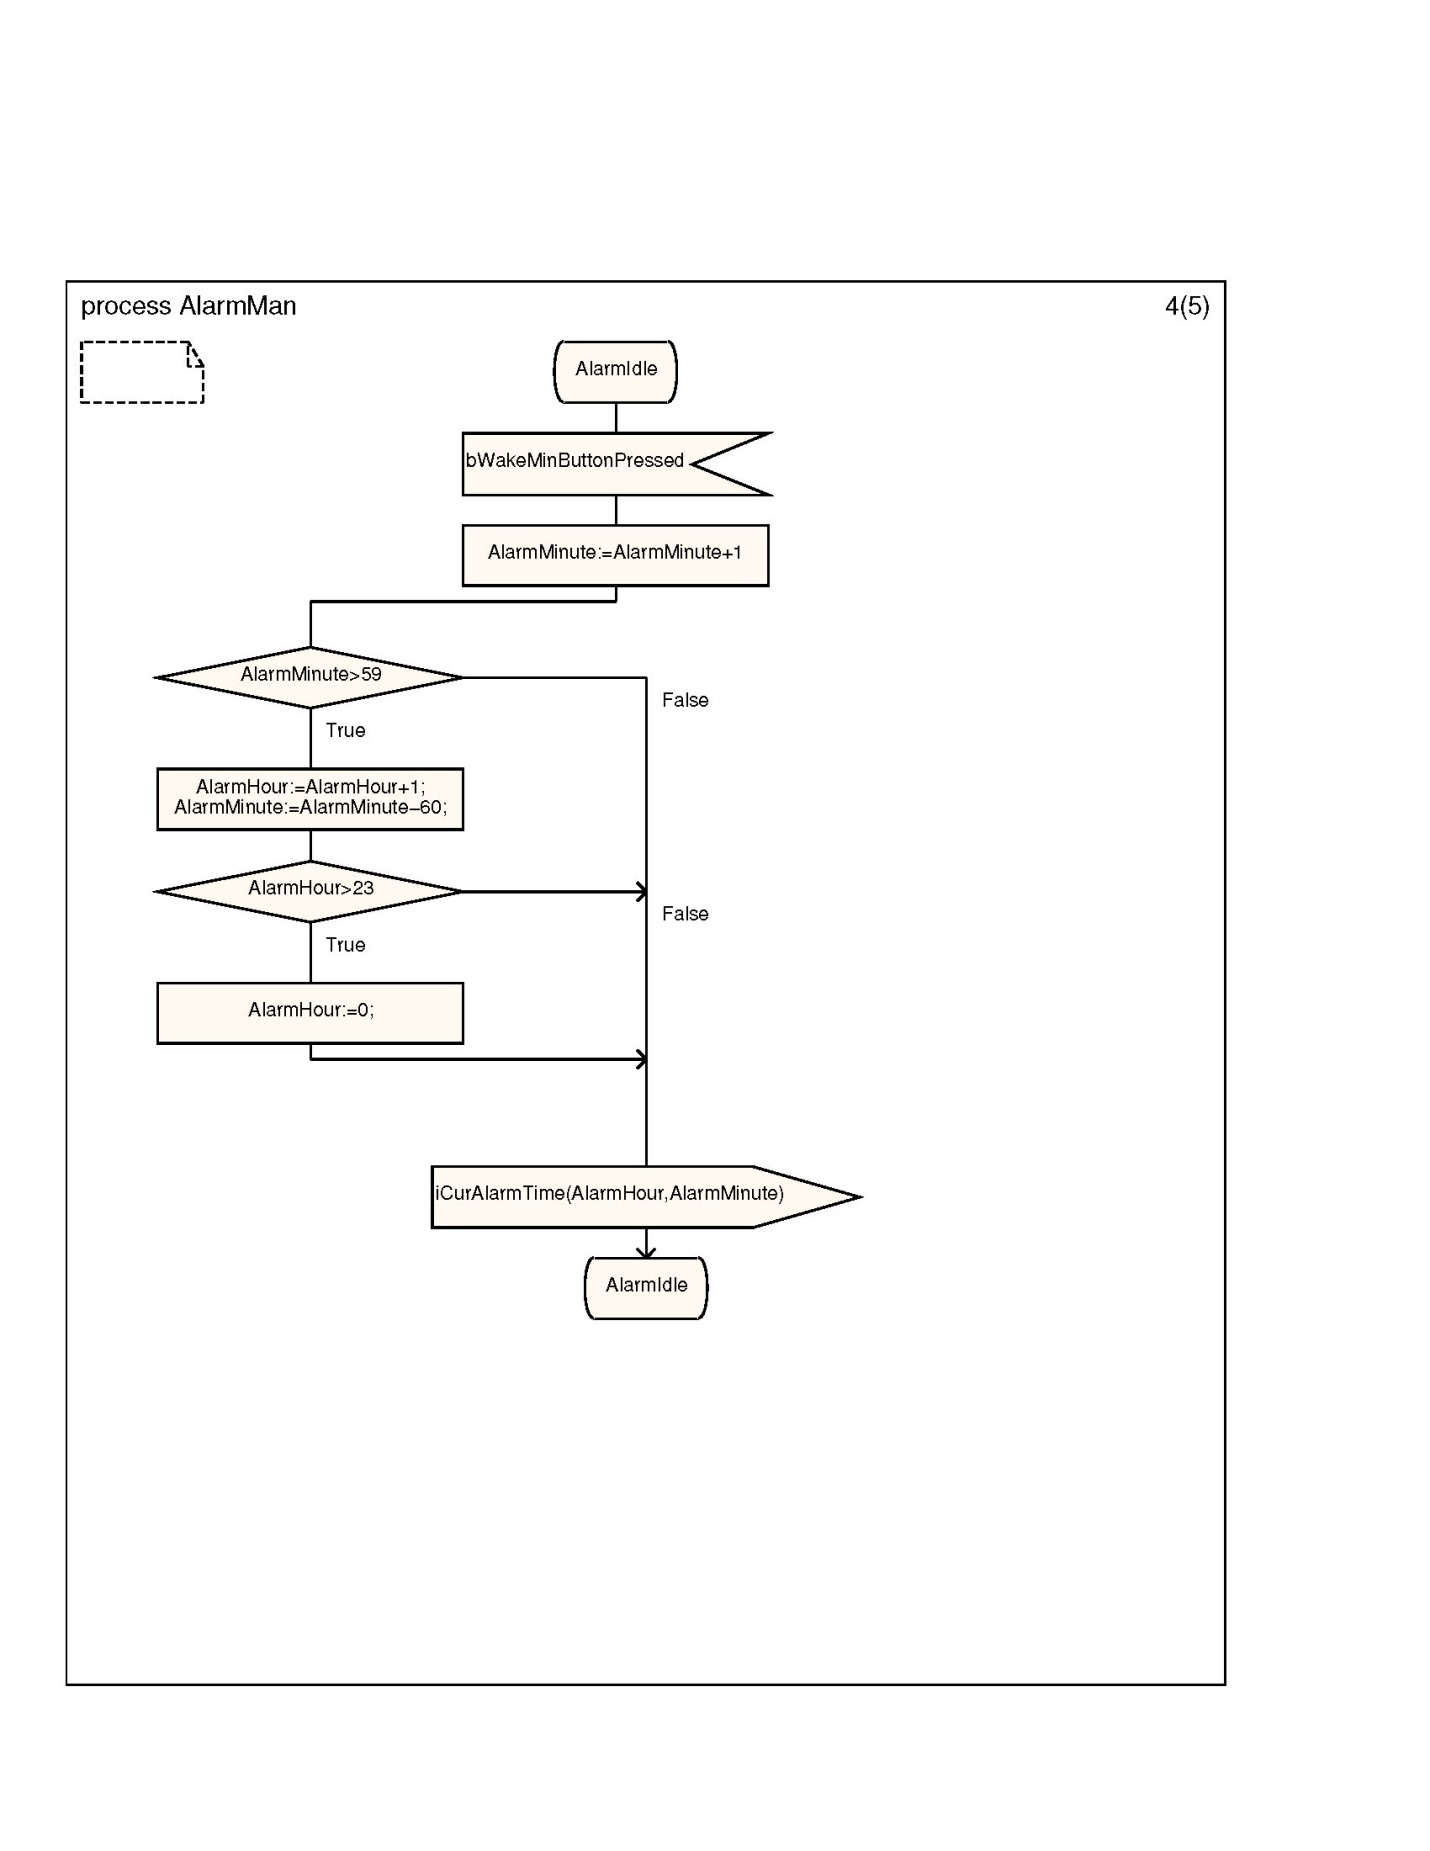 process AlarmMan
4(5)
AlarmIdle
bWakeMinButtonPressed
AlarmMinute:=AlarmMinute+1
AlarmMinute>59
False
True
AlarmHour:=AlarmHour+1;
AlarmMinute:=AlarmMinute−60;
AlarmHour>23
False
True
AlarmHour:=0;
iCurAlarmTime(AlarmHour,AlarmMinute)
AlarmIdle